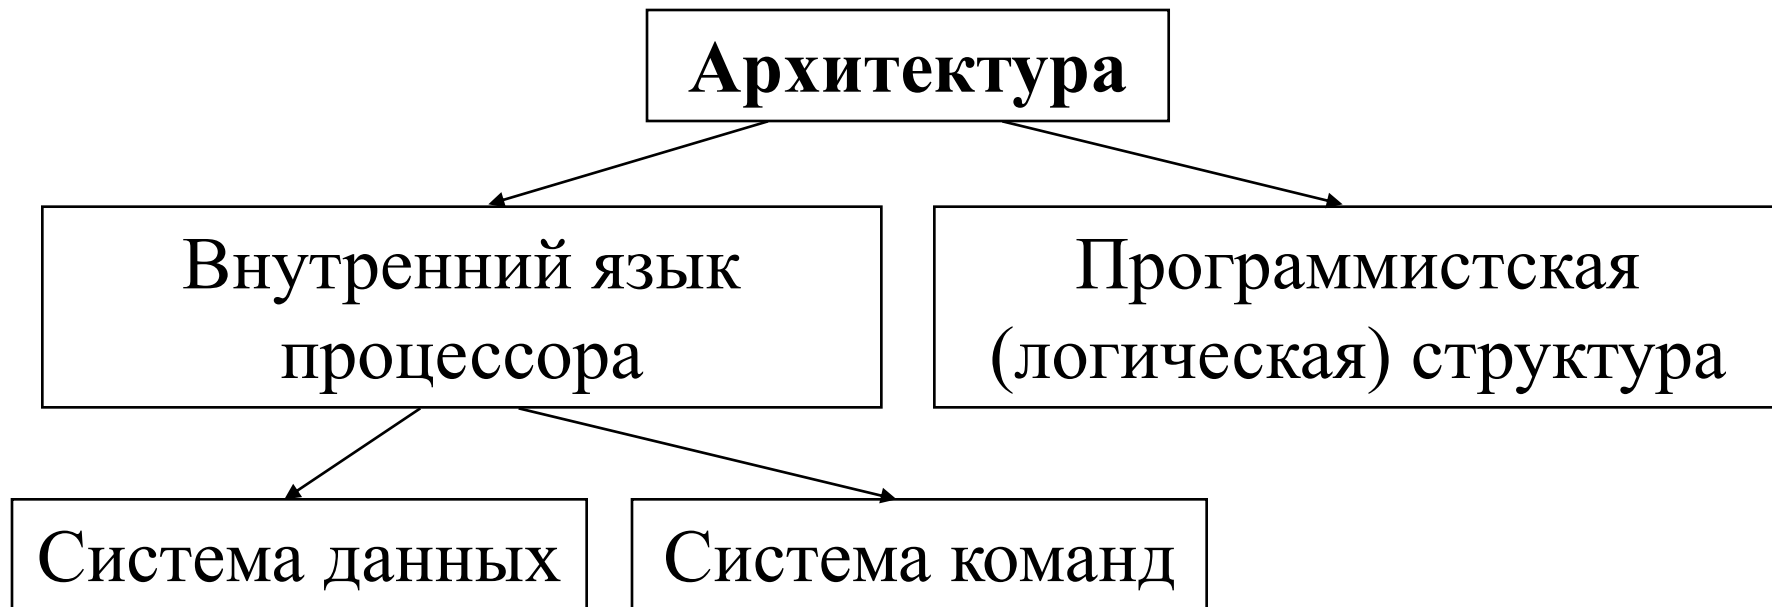 Архитектура
Внутренний язык
процессора
Программистская
(логическая) структура
Система данных
Система команд